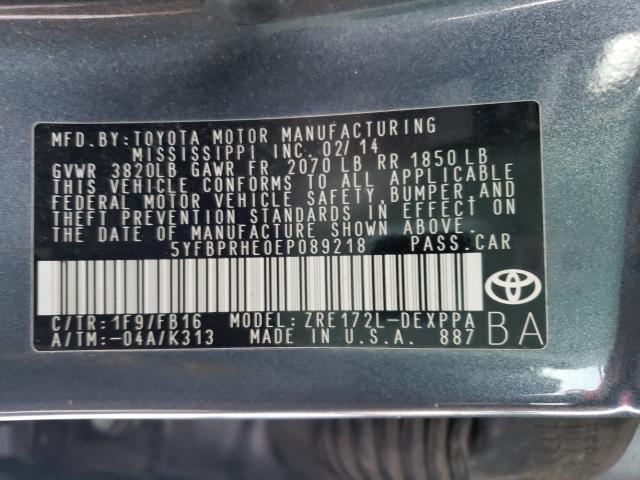 MFD.BY:TOYOTA MOTOR MANUFACTURING
MISSISSIPPI INC. 02/14
GVWR 3820LB GAWR FR 2070 LB RR 1850 LB
THIS VEHICLE CONFORMS TO ALL APPLICABLE
FEDERAL MOTOR VEHICLE SAFETY, BUMPER, AND
THEFT PREVENTION STANDARDS IN EFFECT ON
THE DATE OF MANUFACTURE SHOWN ABOVE.
5YFBPRHE0EP089218 PASS.CAR
C/TR:1F9/FB16 MODEL:ZRE172L-DEXPPA
A/TM:-04A/K313 MADE IN U.S.A. 887
BA